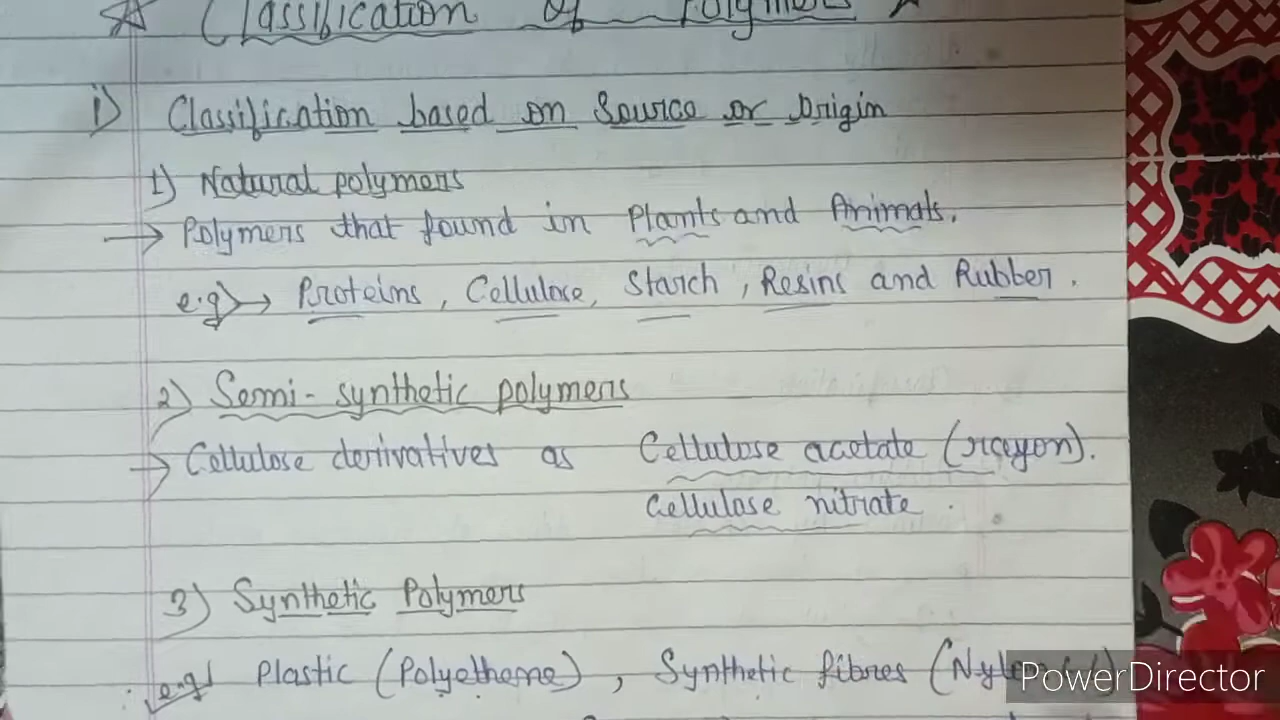 ☆ Classification of Polymers ☆
i) Classification based on Source or Origin
1) Natural polymers
→ Polymers that found in Plants and Animals.
e.g → Proteins, Cellulose, Starch, Resins and Rubber.
2) Semi-synthetic polymers
→ Cellulose derivatives as Cellulose acetate (rayon).
Cellulose nitrate.
3) Synthetic Polymers
e.g Plastic (Polyethene), Synthetic fibres (Nylon
PowerDirector